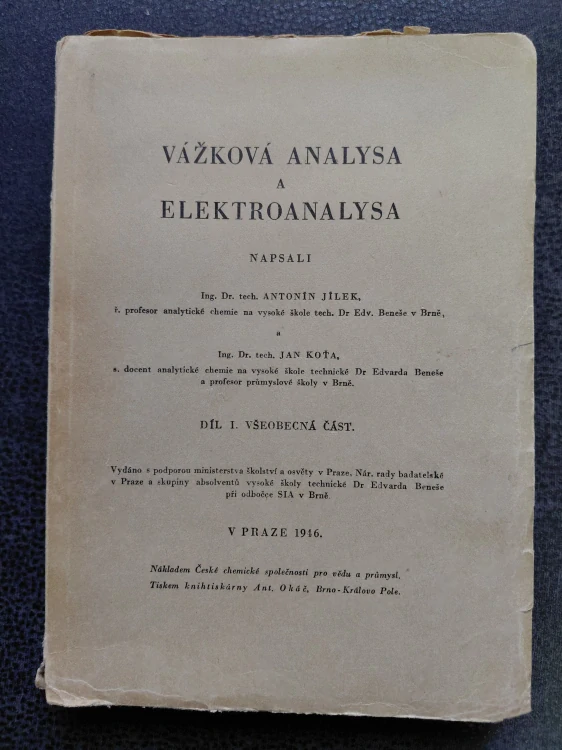 VÁŽKOVÁ ANALYSA
A
ELEKTROANALYSA
NAPSALI
Ing. Dr. tech. ANTONÍN JÍLEK,
ř. profesor analytické chemie na vysoké škole tech. Dr Edv. Beneše v Brně,
a
Ing. Dr. tech. JAN KOŤA,
s. docent analytické chemie na vysoké škole technické Dr Edvarda Beneše
a profesor průmyslové školy v Brně.
DÍL I. VŠEOBECNÁ ČÁST.
Vydáno s podporou ministerstva školství a osvěty v Praze, Nár. rady badatelské
v Praze a skupiny absolventů vysoké školy technické Dr Edvarda Beneše
při odbočce SIA v Brně
V PRAZE 1946.
Nákladem České chemické společnosti pro vědu a průmysl.
Tiskem knihtiskárny Ant. Okáč, Brno-Královo Pole.